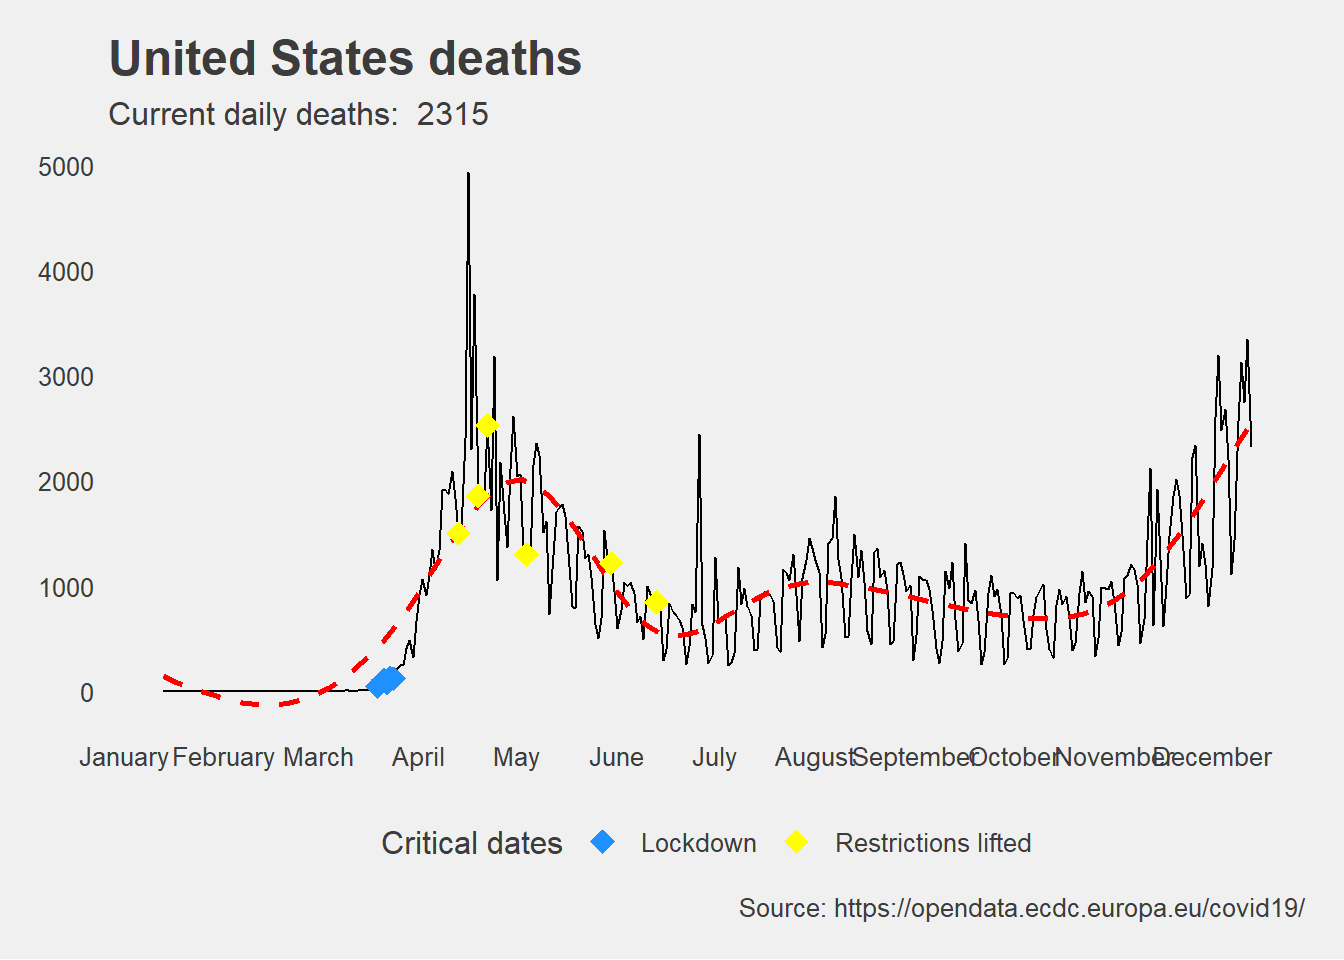 United States deaths
Current daily deaths:  2315
5000
4000
3000
2000
1000
0
January February March April May June July August September October November December
Critical dates Lockdown Restrictions lifted
Source: https://opendata.ecdc.europa.eu/covid19/